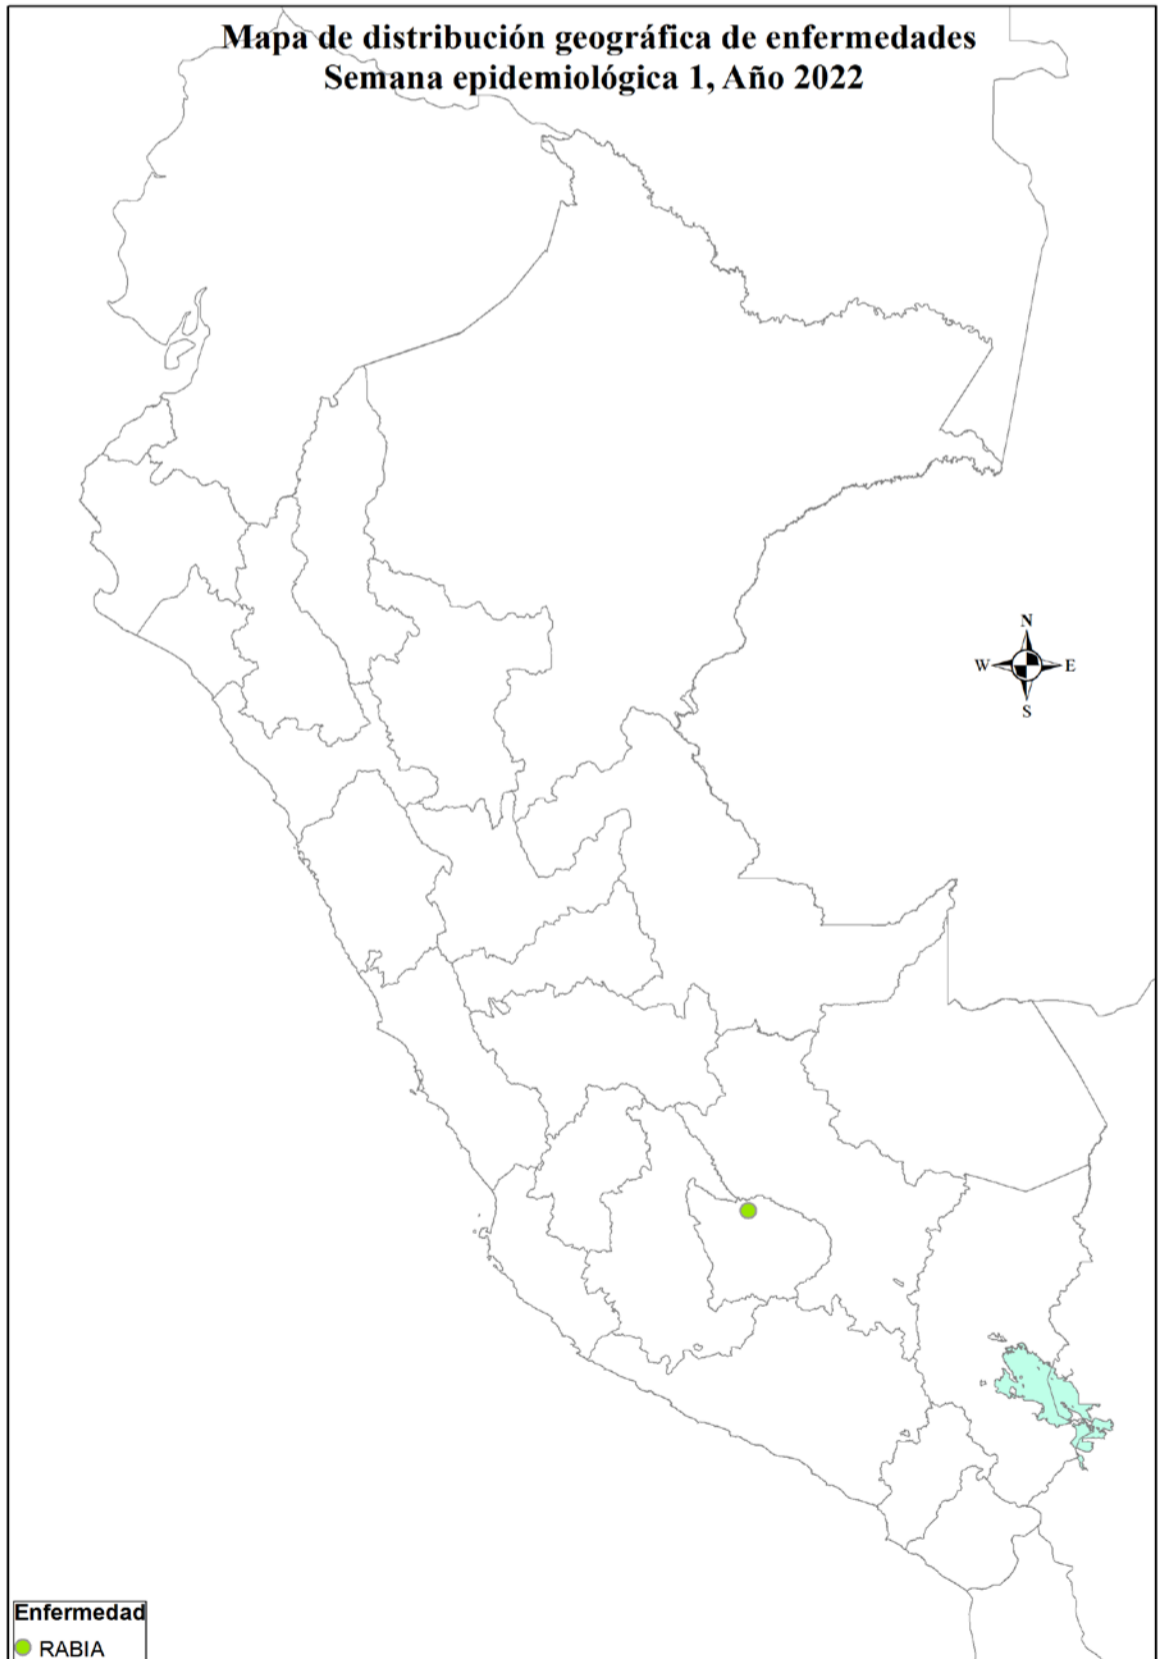 Mapa de distribución geográfica de enfermedades
Semana epidemiológica 1, Año 2022
N
W E
S
Enfermedad
RABIA